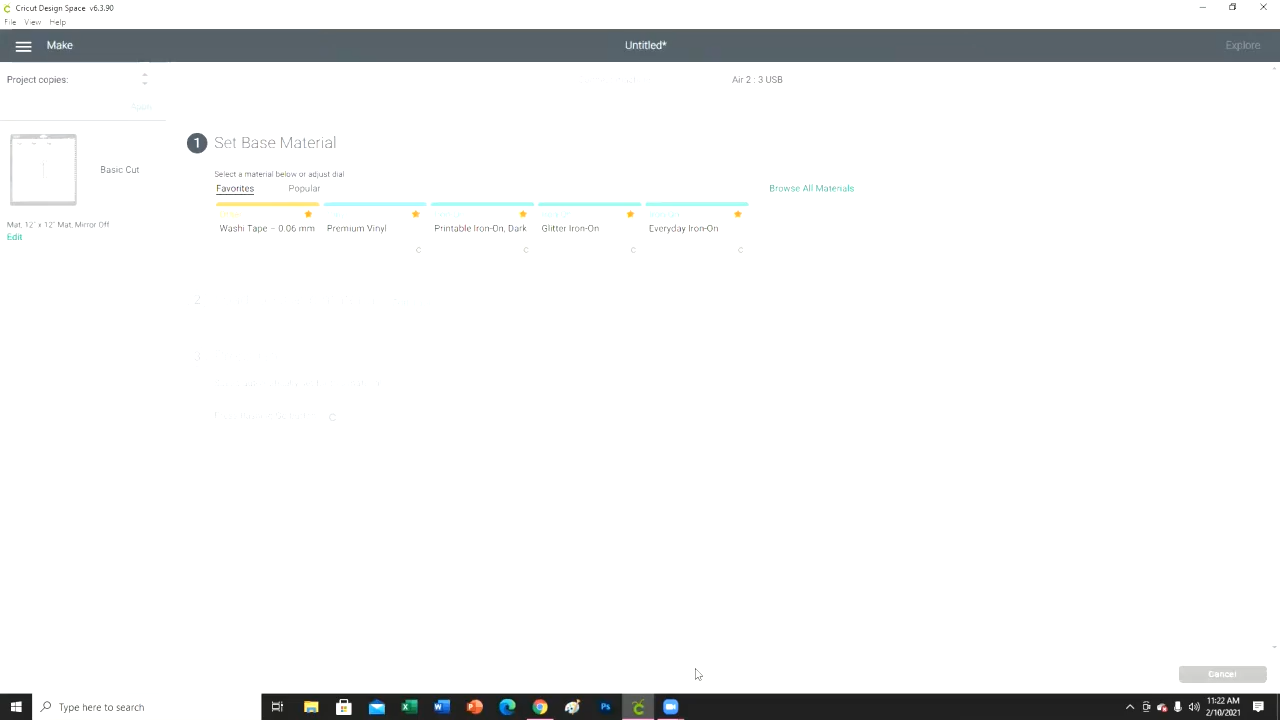 Cricut Design Space v6.3.90
File View Help
Make
Untitled*
Explore
Project copies:
Air 2 : 3 USB
Apply
1 Set Base Material
Basic Cut
Select a material below or adjust dial
Favorites Popular
Browse All Materials
Washi Tape – 0.06 mm
Premium Vinyl
Printable Iron-On, Dark
Glitter Iron-On
Everyday Iron-On
C C C C
Mat: 12" x 12" Mat, Mirror Off
Edit
2
3
C
Cancel
Type here to search
11:22 AM
2/10/2021